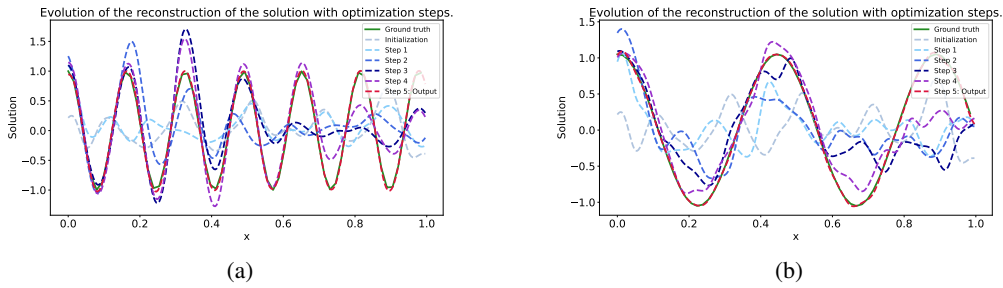 Evolution of the reconstruction of the solution with optimization steps.
Ground truth
Initialization
Step 1
Step 2
Step 3
Step 4
Step 5: Output
1.5
1.0
0.5
0.0
−0.5
−1.0
Solution
0.0
0.2
0.4
0.6
0.8
1.0
x
(a)
Evolution of the reconstruction of the solution with optimization steps.
Ground truth
Initialization
Step 1
Step 2
Step 3
Step 4
Step 5: Output
1.5
1.0
0.5
0.0
−0.5
−1.0
Solution
0.0
0.2
0.4
0.6
0.8
1.0
x
(b)